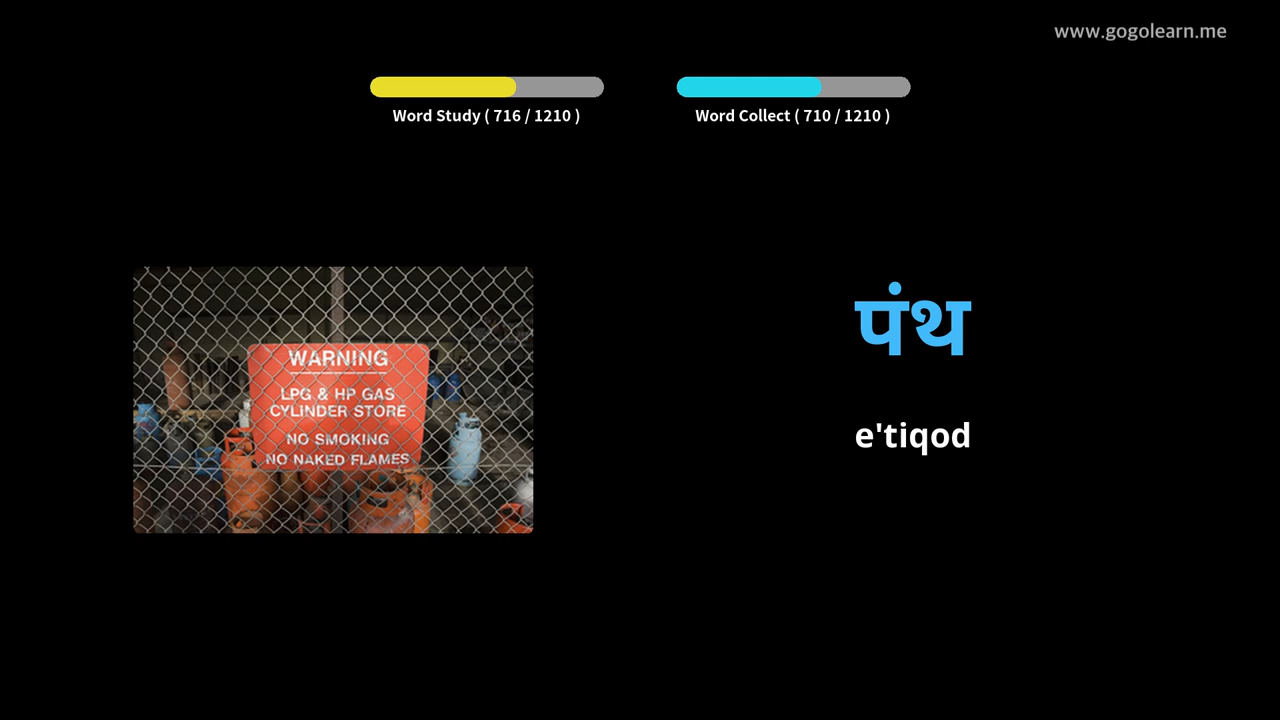 www.gogolearn.me
Word Study ( 716 / 1210 )
Word Collect ( 710 / 1210 )
WARNING
LPG & HP GAS
CYLINDER STORE
NO SMOKING
NO NAKED FLAMES
पंथ
e'tiqod